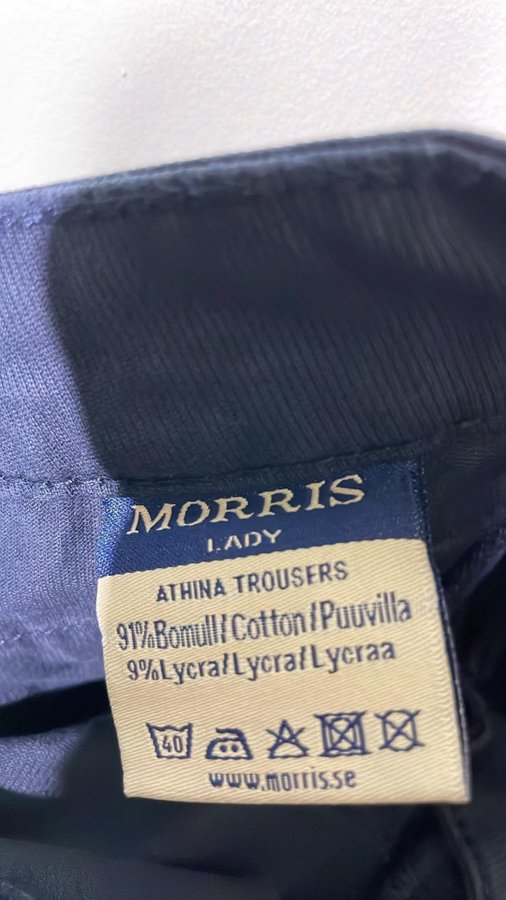 MORRIS
LADY
ATHINA TROUSERS
91%Bomull/Cotton/Puuvilla
9%Lycra/Lycra/Lycraa
40
www.morris.se